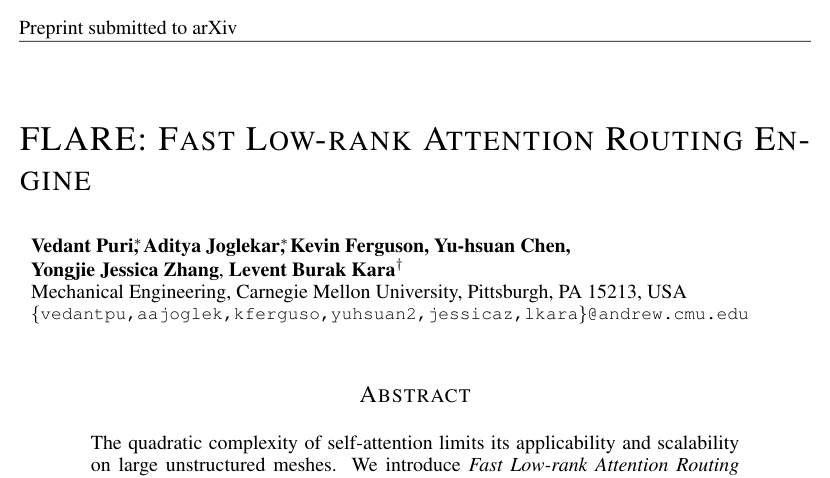 Preprint submitted to arXiv
FLARE: FAST LOW-RANK ATTENTION ROUTING EN-
GINE
Vedant Puri,* Aditya Joglekar,* Kevin Ferguson, Yu-hsuan Chen,
Yongjie Jessica Zhang, Levent Burak Kara†
Mechanical Engineering, Carnegie Mellon University, Pittsburgh, PA 15213, USA
{vedantpu,aajoglek,kferguso,yuhsuan2,jessicaz,lkara}@andrew.cmu.edu
ABSTRACT
The quadratic complexity of self-attention limits its applicability and scalability
on large unstructured meshes. We introduce Fast Low-rank Attention Routing